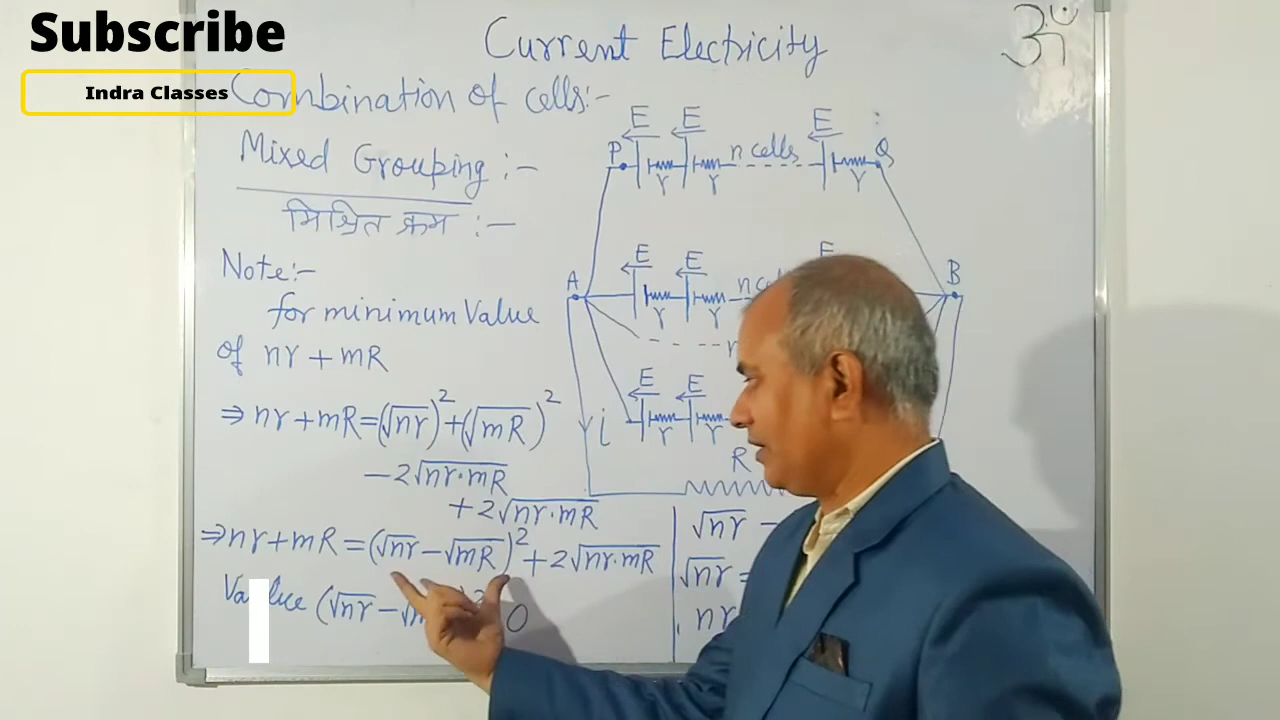 Subscribe
Indra Classes
Current Electricity
ॐ
Combination of cells:-
Mixed Grouping :-
मिश्रित क्रम :-
Note:-
for minimum Value
of nr + mR
⇒ nr + mR = (√nr)² + (√mR)²
- 2√nr·mR
+ 2√nr·mR
⇒ nr + mR = (√nr - √mR)² + 2√nr·mR
Value (√nr - √m 2 0
E E E
P n cells Q
r r r
E E E
A n B
r r
E E
i r r
R
√nr -
√nr =
nr